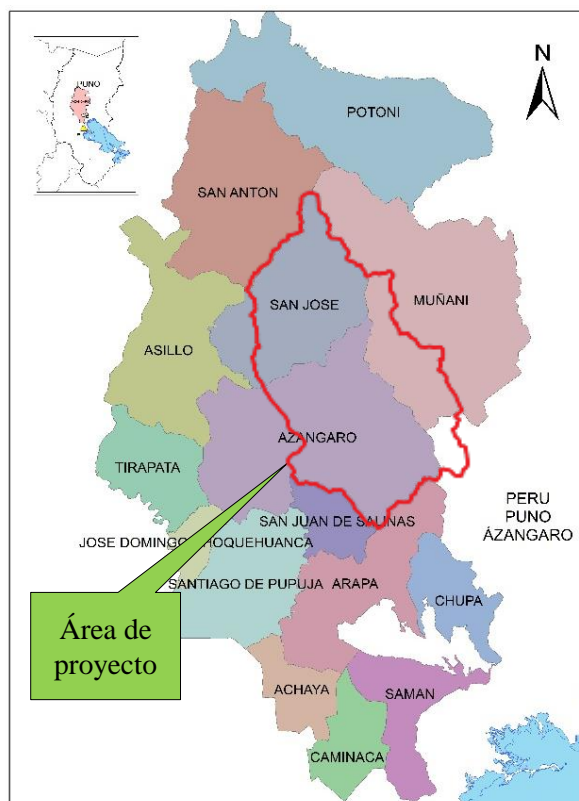 PUNO
N
POTONI
SAN ANTON
SAN JOSE
MUÑANI
ASILLO
AZANGARO
TIRAPATA
PERU
PUNO
ÁZANGARO
SAN JUAN DE SALINAS
JOSE DOMINGO HOQUEHUANCA
SANTIAGO DE PUPUJA
ARAPA
CHUPA
Área de
proyecto
ACHAYA
SAMAN
CAMINACA